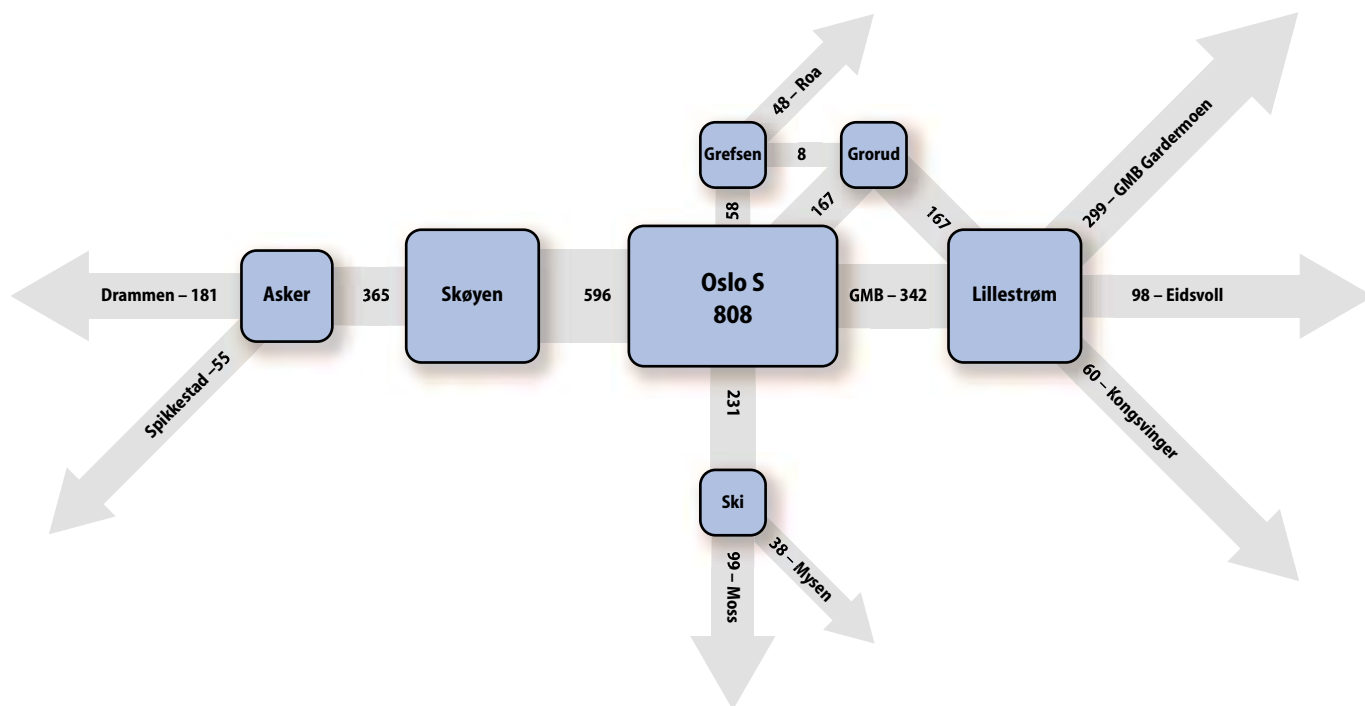 48 – Roa
Grefsen
8
Grorud
58
167
167
299 – GMB Gardermoen
Drammen – 181
Asker
365
Skøyen
596
Oslo S
808
GMB – 342
Lillestrøm
98 – Eidsvoll
Spikkestad –55
231
60 – Kongsvinger
Ski
99 – Moss
38 – Mysen